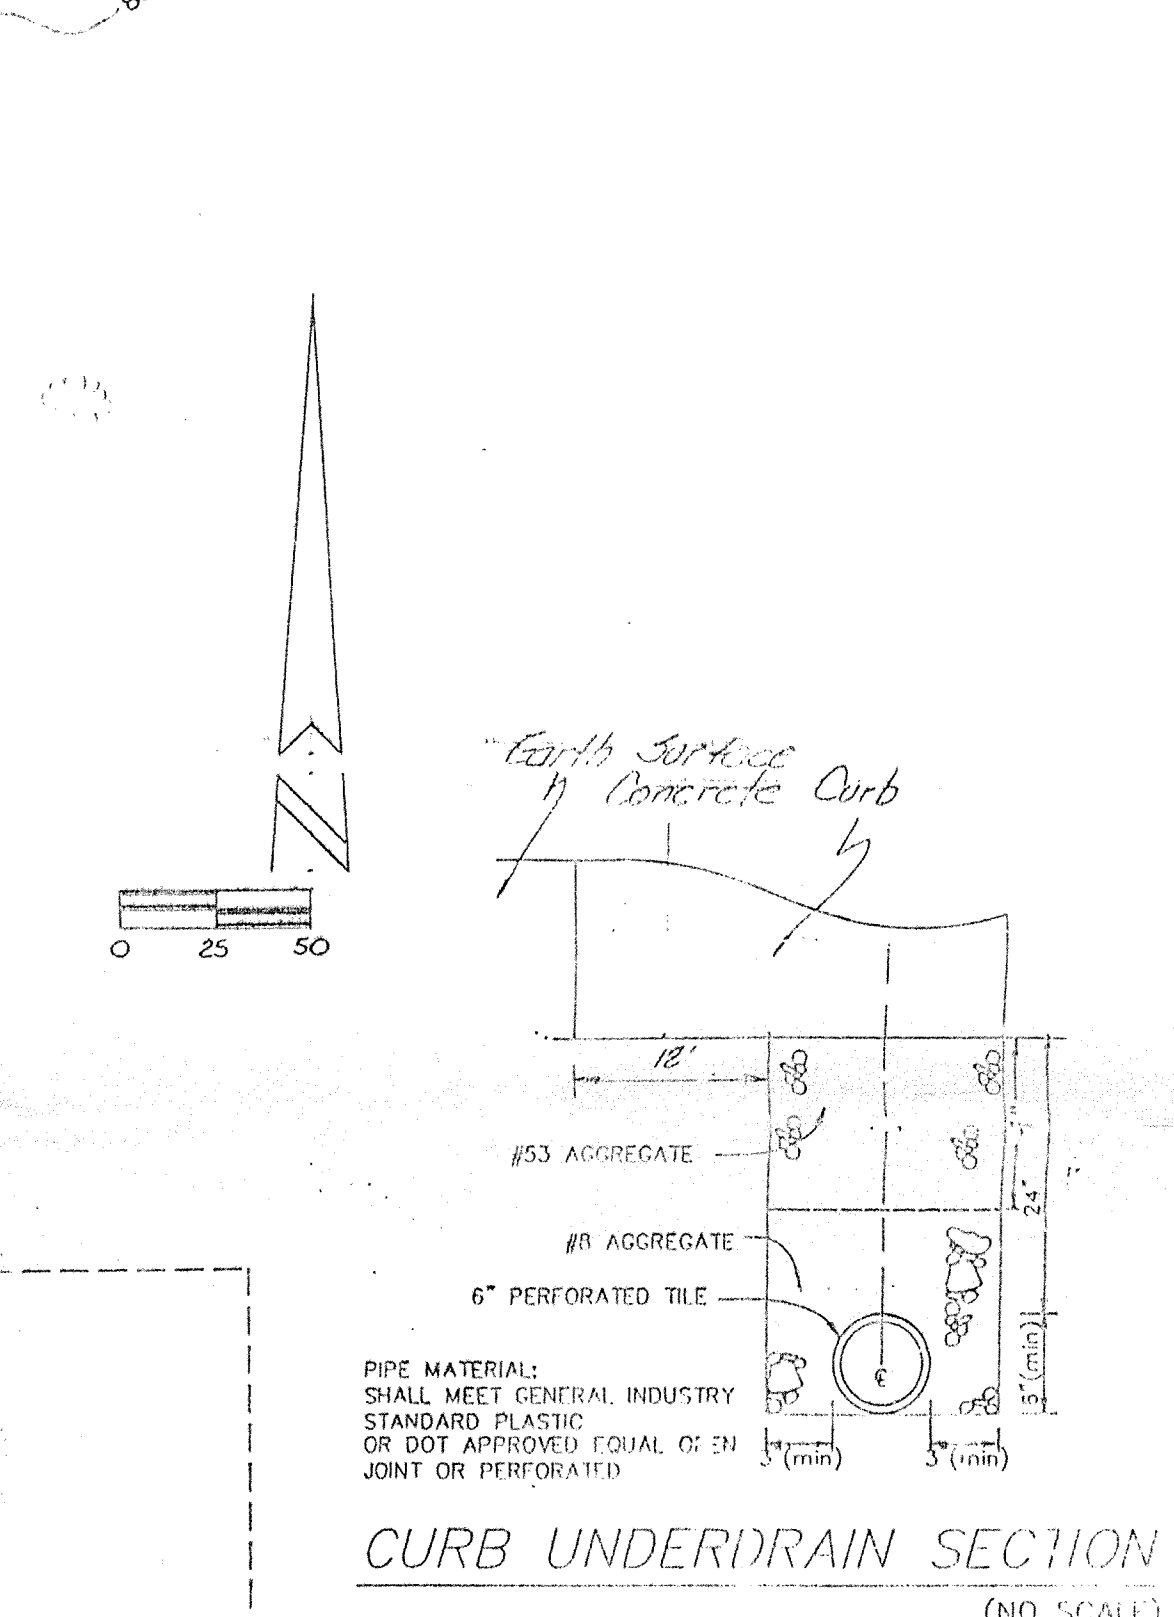 Earth Surface
Concrete Curb
N
0 25 50
12'
#53 AGGREGATE
24"
#8 AGGREGATE
6" PERFORATED TILE
PIPE MATERIAL:
SHALL MEET GENERAL INDUSTRY
STANDARD PLASTIC
OR DOT APPROVED EQUAL OPEN
JOINT OR PERFORATED
(min)
3"(min)
3"(min)
CURB UNDERDRAIN SECTION
(NO SCALE)